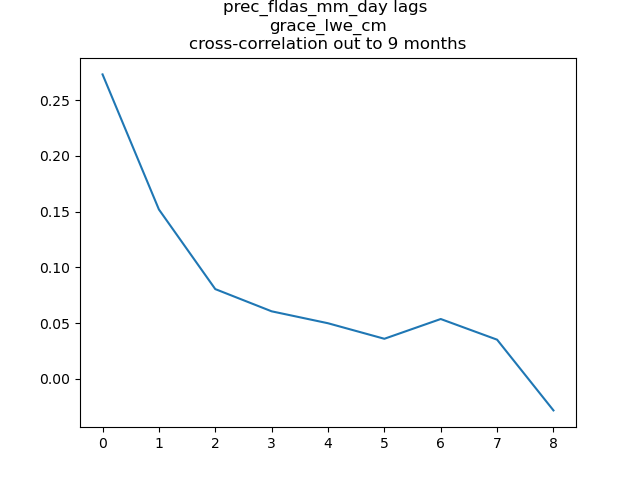 prec_fldas_mm_day lags
grace_lwe_cm
cross-correlation out to 9 months
0.25
0.20
0.15
0.10
0.05
0.00
0 1 2 3 4 5 6 7 8